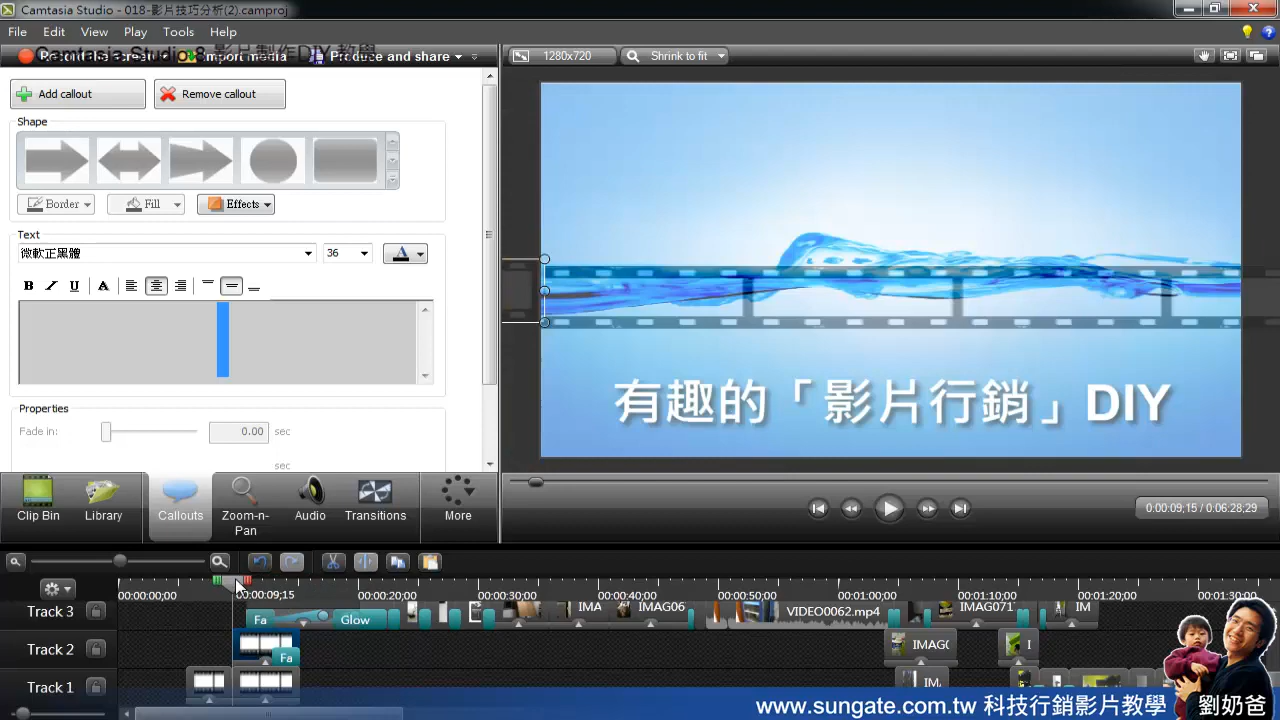 Camtasia Studio - 018-影片技巧分析(2).camproj
File Edit View Play Tools Help
Camtasia Studio 8 影片製作DIY 教學
Import media Produce and share
1280x720 Shrink to fit
Add callout Remove callout
Shape
Border Fill Effects
Text
微軟正黑體 36
B I U A
Properties
Fade in: 0.00 sec
sec
有趣的「影片行銷」DIY
Clip Bin Library Callouts Zoom-n-Pan Audio Transitions More
0:00:09;15 / 0:06:28;29
00:00:00;00 0:00:09;15 00:00:20;00 00:00:30;00 00:00:40;00 00:00:50;00 00:01:00;00 00:01:10;00 00:01:20;00 00:01:30;00
Track 3 Fa Glow IMA IMAG06 VIDEO0062.mp4 IMAG071 IM
Track 2 Fa IMAG( I
Track 1 IM
www.sungate.com.tw 科技行銷影片教學 劉奶爸